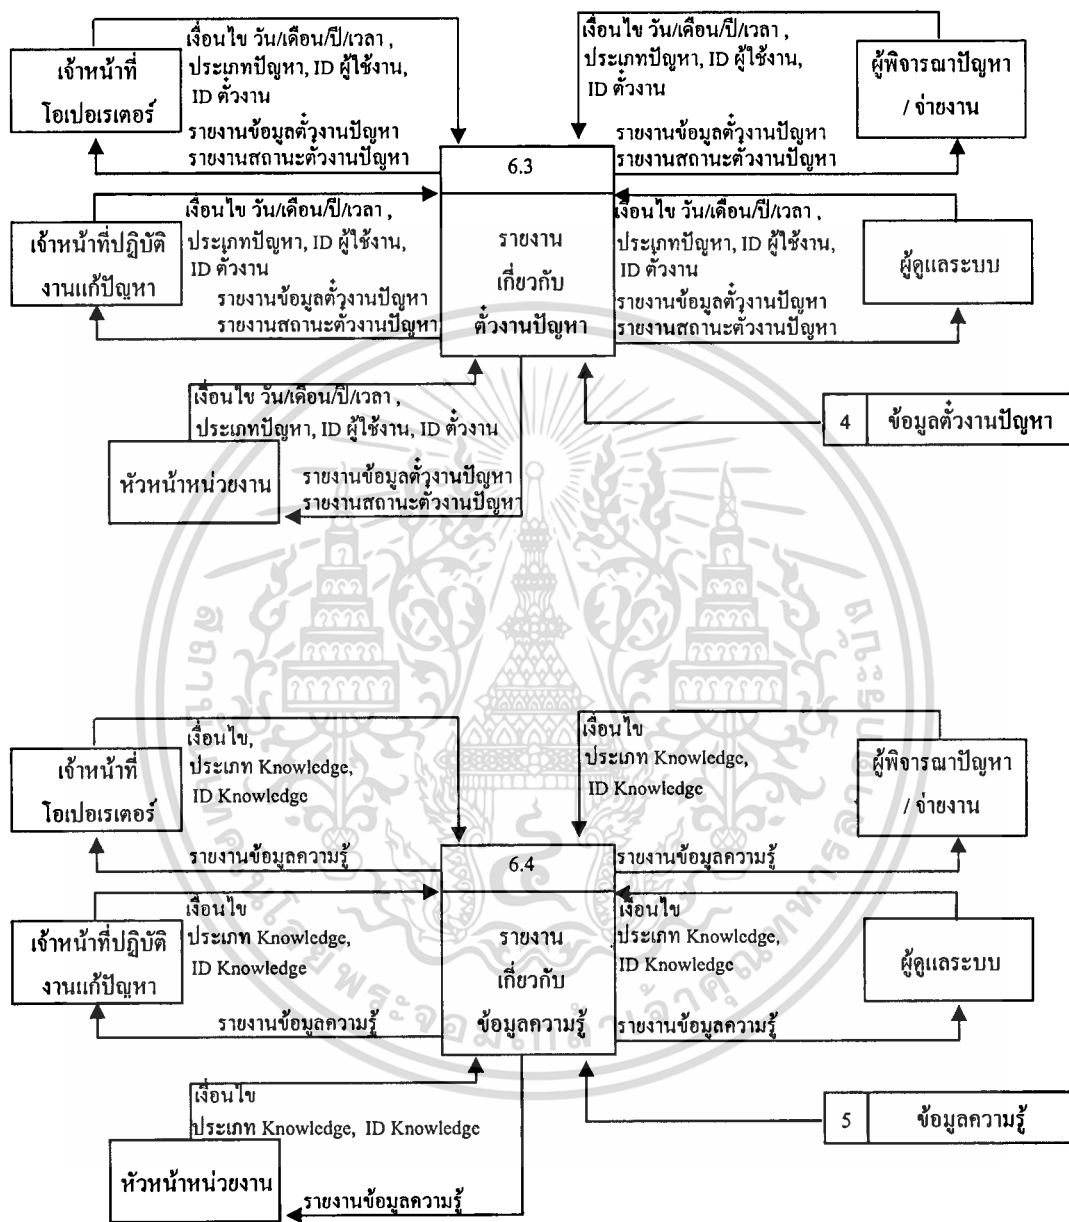 เจ้าหน้าที่
โอเปอเรเตอร์
เงื่อนไข วัน/เดือน/ปี/เวลา ,
ประเภทปัญหา, ID ผู้ใช้งาน,
ID ตั๋วงาน
รายงานข้อมูลตั๋วงานปัญหา
รายงานสถานะตั๋วงานปัญหา
เงื่อนไข วัน/เดือน/ปี/เวลา ,
ประเภทปัญหา, ID ผู้ใช้งาน,
ID ตั๋วงาน
รายงานข้อมูลตั๋วงานปัญหา
รายงานสถานะตั๋วงานปัญหา
ผู้พิจารณาปัญหา
/ จ่ายงาน
6.3
รายงาน
เกี่ยวกับ
ตั๋วงานปัญหา
เจ้าหน้าที่ปฏิบัติ
งานแก้ปัญหา
เงื่อนไข วัน/เดือน/ปี/เวลา ,
ประเภทปัญหา, ID ผู้ใช้งาน,
ID ตั๋วงาน
รายงานข้อมูลตั๋วงานปัญหา
รายงานสถานะตั๋วงานปัญหา
เงื่อนไข วัน/เดือน/ปี/เวลา ,
ประเภทปัญหา, ID ผู้ใช้งาน,
ID ตั๋วงาน
รายงานข้อมูลตั๋วงานปัญหา
รายงานสถานะตั๋วงานปัญหา
ผู้ดูแลระบบ
เงื่อนไข วัน/เดือน/ปี/เวลา ,
ประเภทปัญหา, ID ผู้ใช้งาน, ID ตั๋วงาน
รายงานข้อมูลตั๋วงานปัญหา
รายงานสถานะตั๋วงานปัญหา
หัวหน้าหน่วยงาน
4 ข้อมูลตั๋วงานปัญหา
เจ้าหน้าที่
โอเปอเรเตอร์
เงื่อนไข,
ประเภท Knowledge,
ID Knowledge
รายงานข้อมูลความรู้
เงื่อนไข
ประเภท Knowledge,
ID Knowledge
รายงานข้อมูลความรู้
ผู้พิจารณาปัญหา
/ จ่ายงาน
6.4
รายงาน
เกี่ยวกับ
ข้อมูลความรู้
เจ้าหน้าที่ปฏิบัติ
งานแก้ปัญหา
เงื่อนไข
ประเภท Knowledge,
ID Knowledge
รายงานข้อมูลความรู้
เงื่อนไข
ประเภท Knowledge,
ID Knowledge
รายงานข้อมูลความรู้
ผู้ดูแลระบบ
เงื่อนไข
ประเภท Knowledge, ID Knowledge
รายงานข้อมูลความรู้
หัวหน้าหน่วยงาน
5 ข้อมูลความรู้